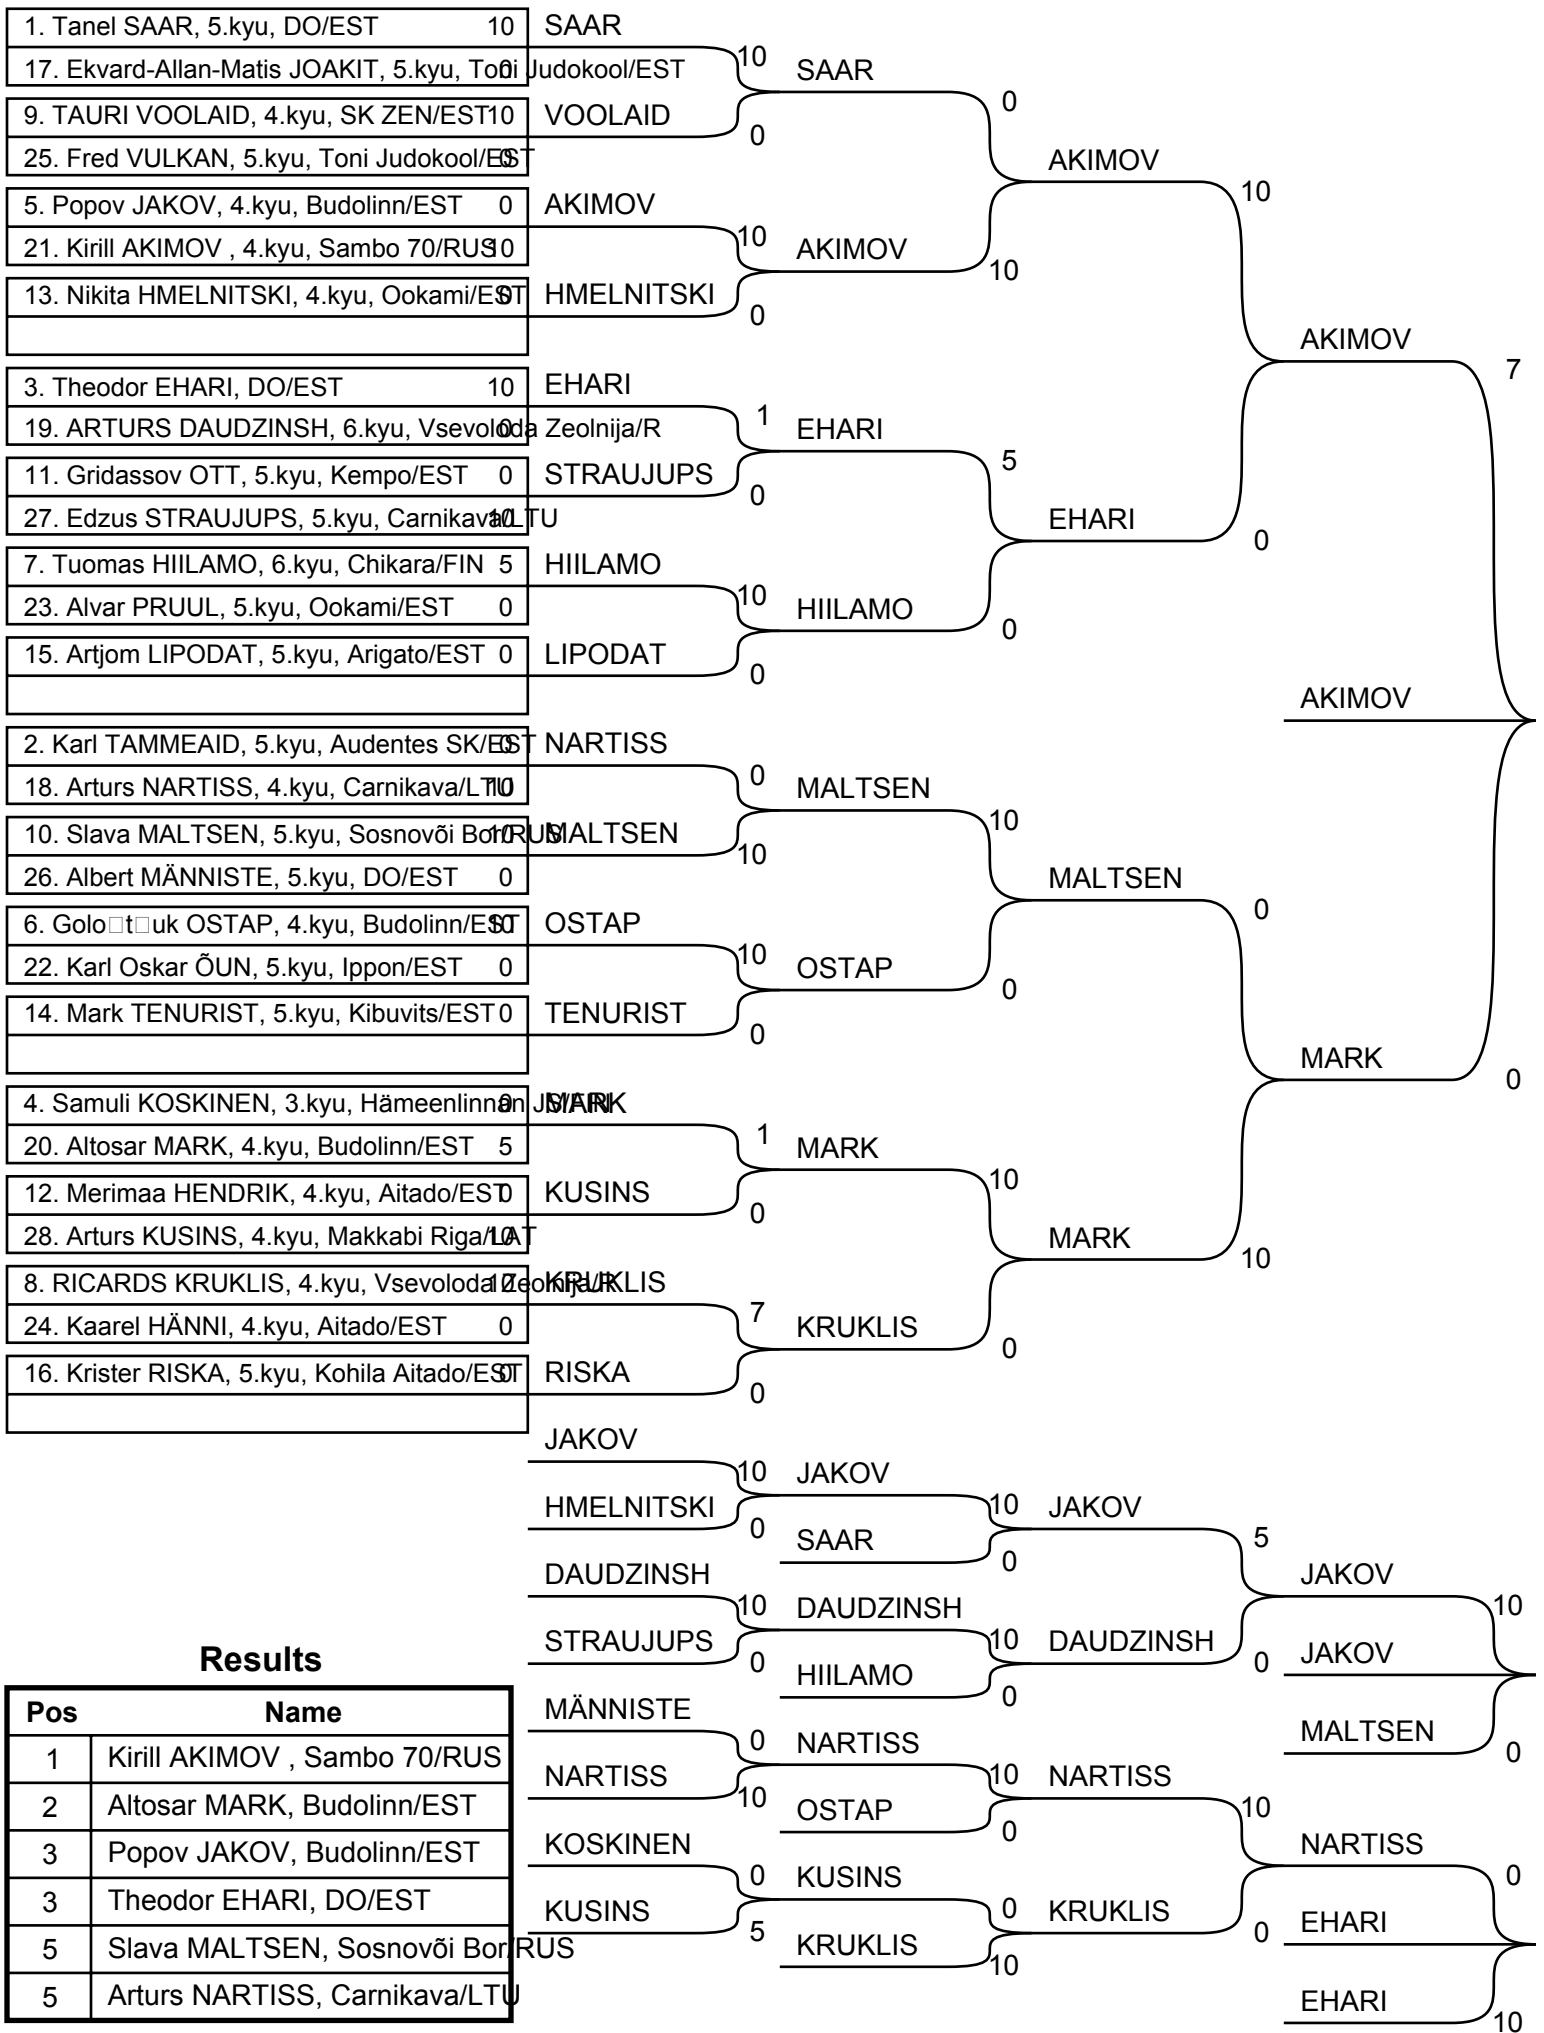 1. Tanel SAAR, 5.kyu, DO/EST 10 SAAR
10
17. Ekvard-Allan-Matis JOAKIT, 5.kyu, Toni Judokool/EST 0 SAAR
0
9. TAURI VOOLAID, 4.kyu, SK ZEN/EST 10 VOOLAID
0
25. Fred VULKAN, 5.kyu, Toni Judokool/EST 0 AKIMOV
10
5. Popov JAKOV, 4.kyu, Budolinn/EST 0 AKIMOV
10
21. Kirill AKIMOV , 4.kyu, Sambo 70/RUS 10 AKIMOV
10
13. Nikita HMELNITSKI, 4.kyu, Ookami/EST 0 HMELNITSKI
0
AKIMOV
7
3. Theodor EHARI, DO/EST 10 EHARI
1
19. ARTURS DAUDZINSH, 6.kyu, Vsevoloda Zeolnija/R 0 EHARI
5
11. Gridassov OTT, 5.kyu, Kempo/EST 0 STRAUJUPS
0
27. Edzus STRAUJUPS, 5.kyu, Carnikava/LTU 10 EHARI
0
7. Tuomas HIILAMO, 6.kyu, Chikara/FIN 5 HIILAMO
10
23. Alvar PRUUL, 5.kyu, Ookami/EST 0 HIILAMO
0
15. Artjom LIPODAT, 5.kyu, Arigato/EST 0 LIPODAT
0
AKIMOV
2. Karl TAMMEAID, 5.kyu, Audentes SK/EST 0 NARTISS
0
18. Arturs NARTISS, 4.kyu, Carnikava/LTU 10 MALTSEN
10
10. Slava MALTSEN, 5.kyu, Sosnovõi Bor/RUS 10 MALTSEN
10
26. Albert MÄNNISTE, 5.kyu, DO/EST 0 MALTSEN
0
6. Golo□t□uk OSTAP, 4.kyu, Budolinn/EST 10 OSTAP
10
22. Karl Oskar ÕUN, 5.kyu, Ippon/EST 0 OSTAP
0
14. Mark TENURIST, 5.kyu, Kibuvits/EST 0 TENURIST
0
MARK
0
4. Samuli KOSKINEN, 3.kyu, Hämeenlinnan JS/FIN 0 MARK
1
20. Altosar MARK, 4.kyu, Budolinn/EST 5 MARK
10
12. Merimaa HENDRIK, 4.kyu, Aitado/EST 0 KUSINS
0
28. Arturs KUSINS, 4.kyu, Makkabi Riga/LAT 10 MARK
10
8. RICARDS KRUKLIS, 4.kyu, Vsevoloda Zeolnija/R 10 KRUKLIS
7
24. Kaarel HÄNNI, 4.kyu, Aitado/EST 0 KRUKLIS
0
16. Krister RISKA, 5.kyu, Kohila Aitado/EST 0 RISKA
0
JAKOV
10 JAKOV
10 JAKOV
HMELNITSKI
0 SAAR
0
5
DAUDZINSH JAKOV
10 DAUDZINSH
10
10 DAUDZINSH
STRAUJUPS
0 HIILAMO
0
0 JAKOV
MÄNNISTE
0 NARTISS
MALTSEN
0
NARTISS
10 OSTAP
10 NARTISS
0
10
KOSKINEN NARTISS
0 KUSINS
0
KUSINS
5 KRUKLIS
0 KRUKLIS
10
0 EHARI
EHARI
10
Results
Pos Name
1 Kirill AKIMOV , Sambo 70/RUS
2 Altosar MARK, Budolinn/EST
3 Popov JAKOV, Budolinn/EST
3 Theodor EHARI, DO/EST
5 Slava MALTSEN, Sosnovõi Bor/RUS
5 Arturs NARTISS, Carnikava/LTU